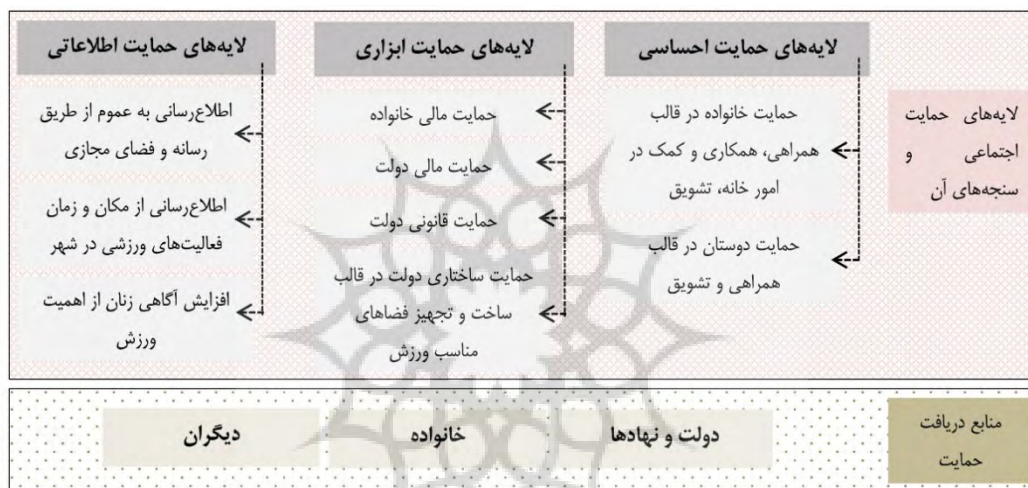 لایه‌های حمایت احساسی
لایه‌های حمایت ابزاری
لایه‌های حمایت اطلاعاتی
لایه‌های حمایت
اجتماعی و
سنجه‌های آن
حمایت خانواده در قالب
همراهی، همکاری و کمک در
امور خانه، تشویق
حمایت دوستان در قالب
همراهی و تشویق
حمایت مالی خانواده
حمایت مالی دولت
حمایت قانونی دولت
حمایت ساختاری دولت در قالب
ساخت و تجهیز فضاهای
مناسب ورزش
اطلاع‌رسانی به عموم از طریق
رسانه و فضای مجازی
اطلاع‌رسانی از مکان و زمان
فعالیت‌های ورزشی در شهر
افزایش آگاهی زنان از اهمیت
ورزش
منابع دریافت
حمایت
دولت و نهادها
خانواده
دیگران